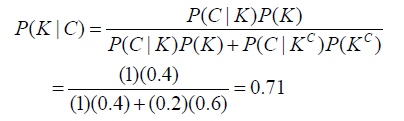 P(K | C) = P(C | K)P(K) / P(C | K)P(K) + P(C | K^C)P(K^C)
= (1)(0.4) / (1)(0.4) + (0.2)(0.6) = 0.71